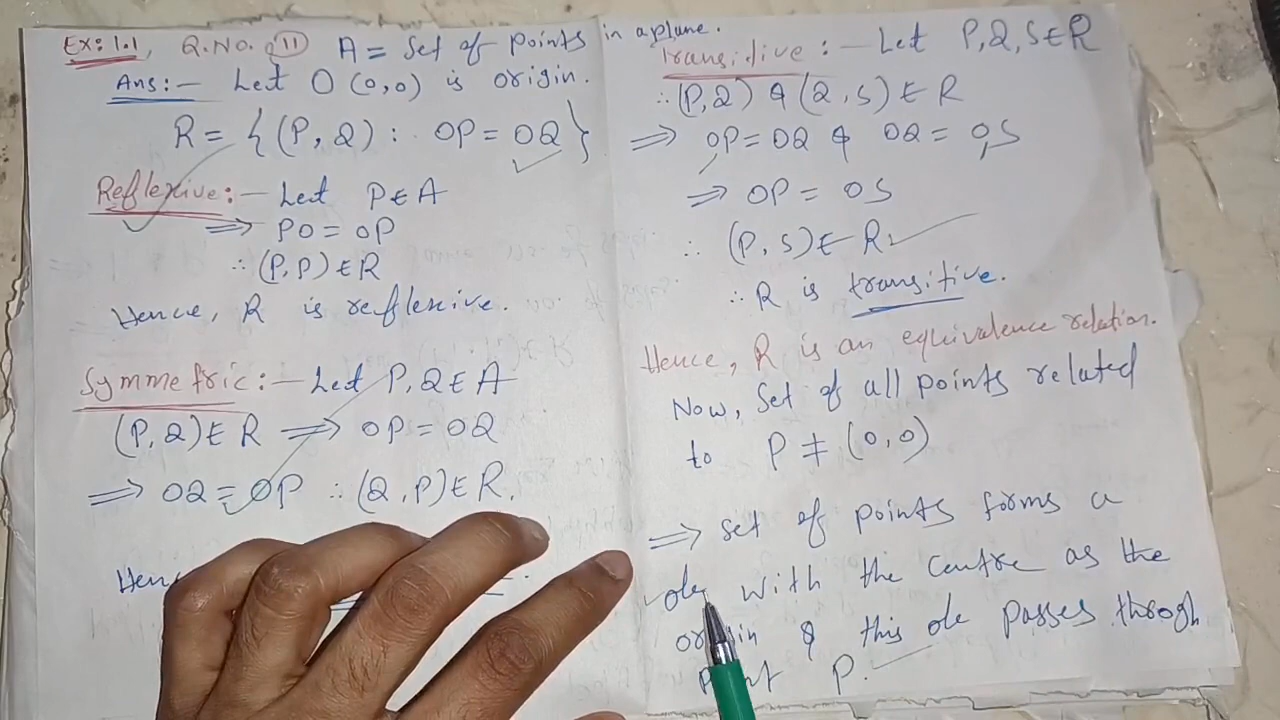 Ex: 1.1, Q.NO. 11 A = Set of points in a plane.
Ans:- Let O (0,0) is origin.
R = {(P, Q) : OP = OQ}
Reflexive:- Let P ∈ A
⇒ PO = OP
∴ (P, P) ∈ R
Hence, R is reflexive.
Symmetric:- Let P, Q ∈ A
(P, Q) ∈ R ⇒ OP = OQ
⇒ OQ = OP ∴ (Q, P) ∈ R.
Transitive :- Let P, Q, S ∈ R
∴ (P, Q) & (Q, S) ∈ R
⇒ OP = OQ & OQ = OS
⇒ OP = OS
∴ (P, S) ∈ R
∴ R is transitive.
Hence, R is an equivalence relation.
Now, Set of all points related
to P ≠ (0,0)
⇒ set of points forms a
ole with the centre as the
& this ole passes throogh
P.